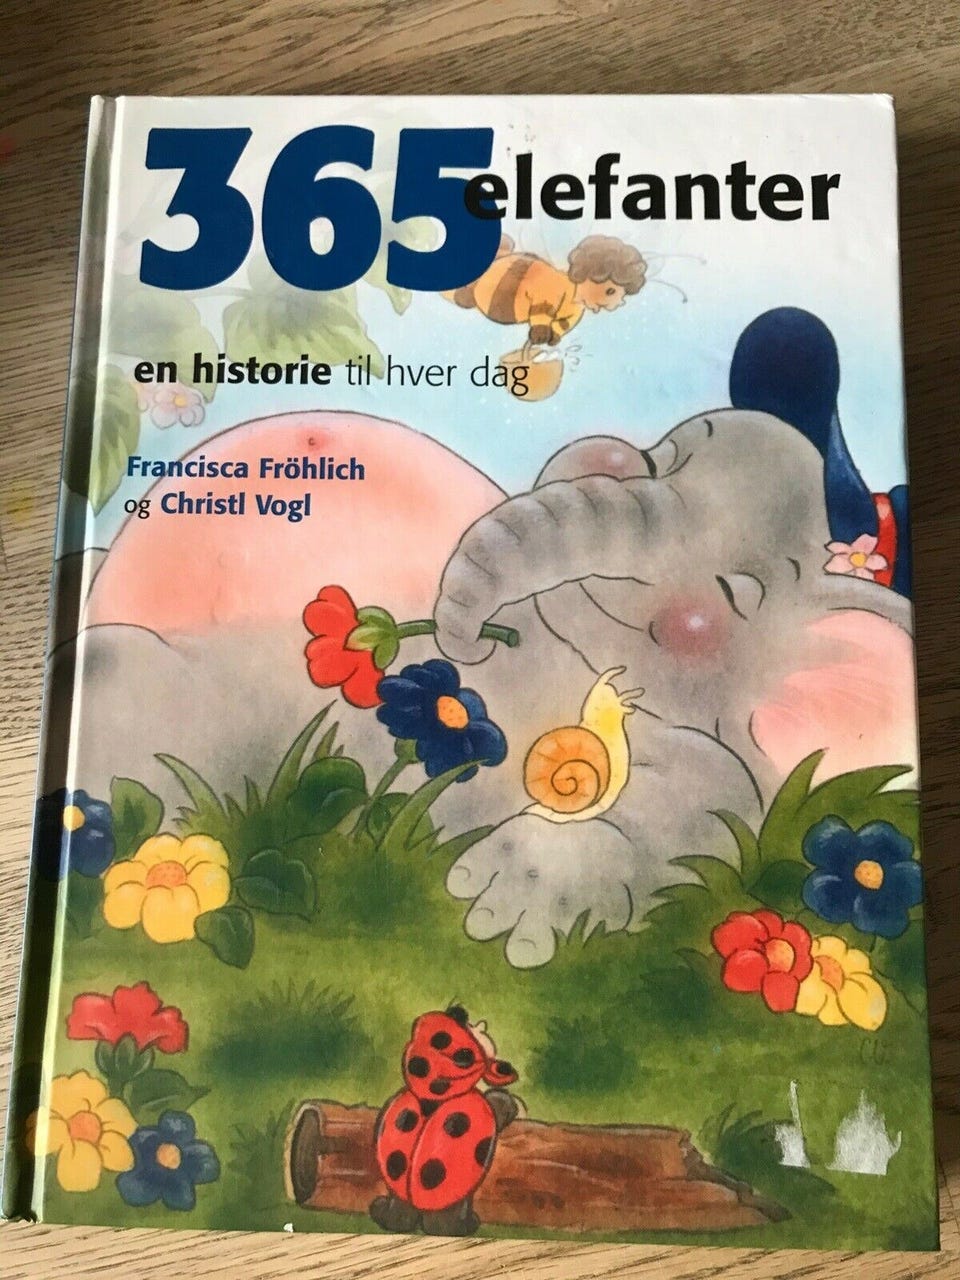 365 elefanter
en historie til hver dag
Francisca Fröhlich
og Christl Vogl